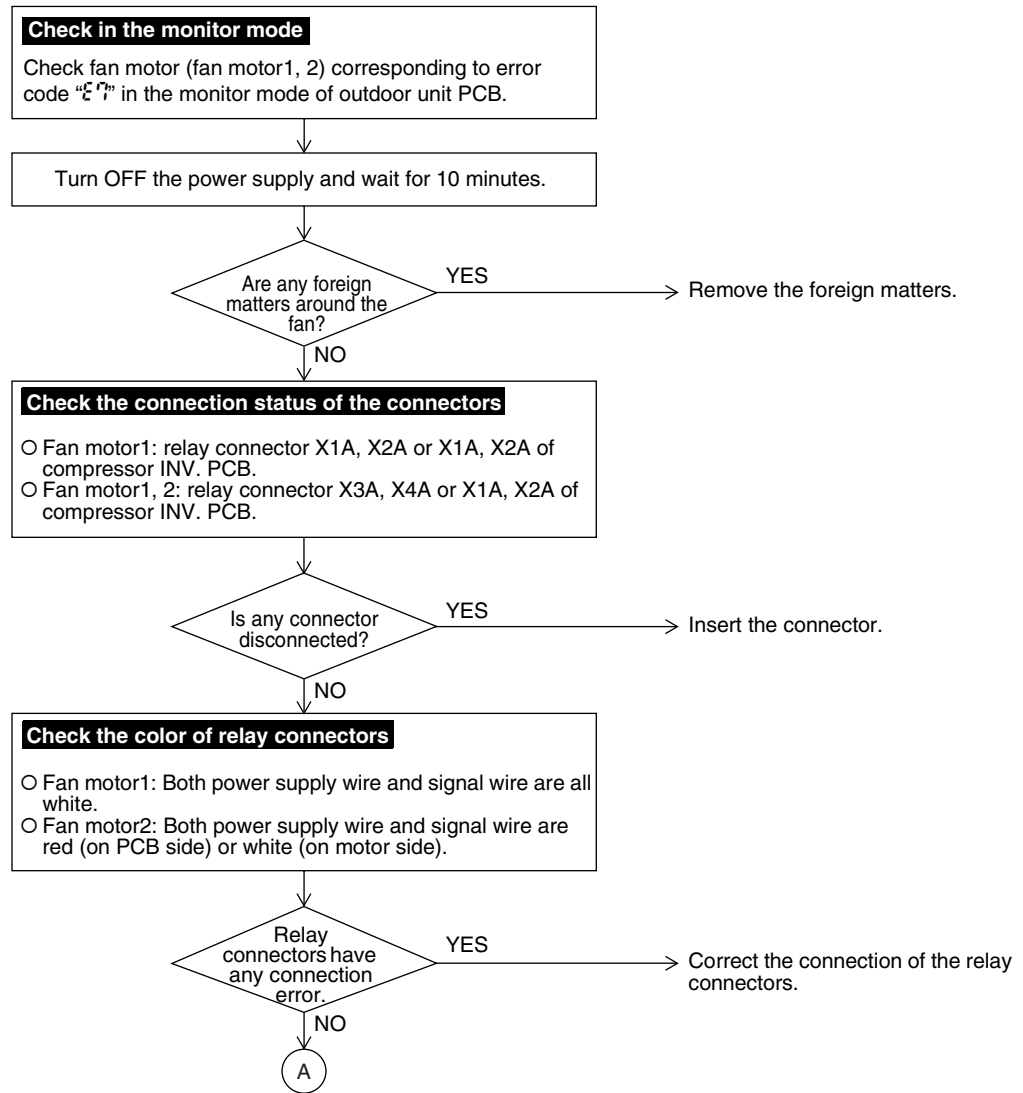 Check in the monitor mode
Check fan motor (fan motor1, 2) corresponding to error
code “E7” in the monitor mode of outdoor unit PCB.
Turn OFF the power supply and wait for 10 minutes.
Are any foreign
matters around the
fan?
YES
Remove the foreign matters.
NO
Check the connection status of the connectors
○ Fan motor1: relay connector X1A, X2A or X1A, X2A of
compressor INV. PCB.
○ Fan motor1, 2: relay connector X3A, X4A or X1A, X2A of
compressor INV. PCB.
Is any connector
disconnected?
YES
Insert the connector.
NO
Check the color of relay connectors
○ Fan motor1: Both power supply wire and signal wire are all
white.
○ Fan motor2: Both power supply wire and signal wire are
red (on PCB side) or white (on motor side).
Relay
connectors have
any connection
error.
YES
Correct the connection of the relay
connectors.
NO
A